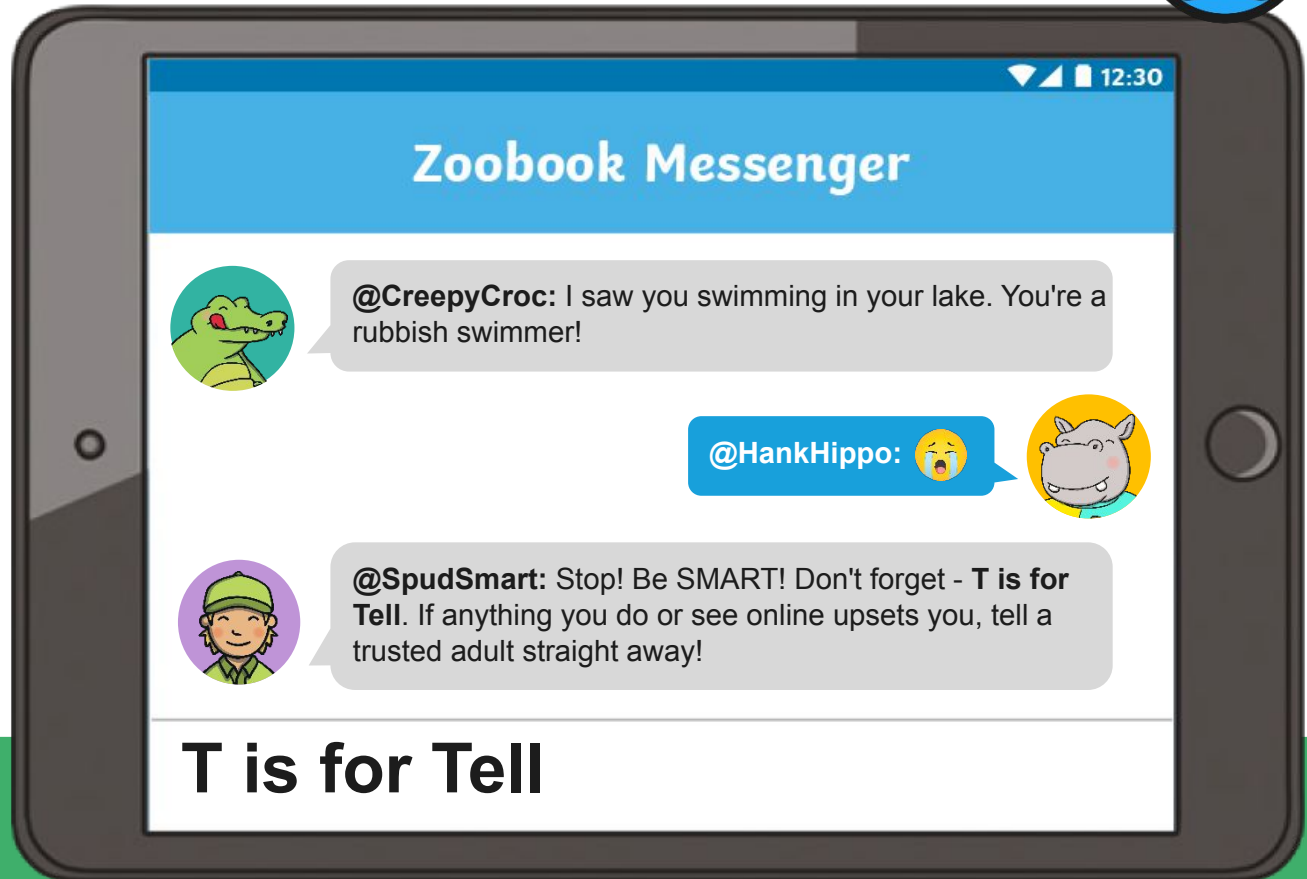 12:30
Zoobook Messenger
@CreepyCroc: I saw you swimming in your lake. You're a
rubbish swimmer!
@HankHippo: 😭
@SpudSmart: Stop! Be SMART! Don't forget - T is for
Tell. If anything you do or see online upsets you, tell a
trusted adult straight away!
T is for Tell